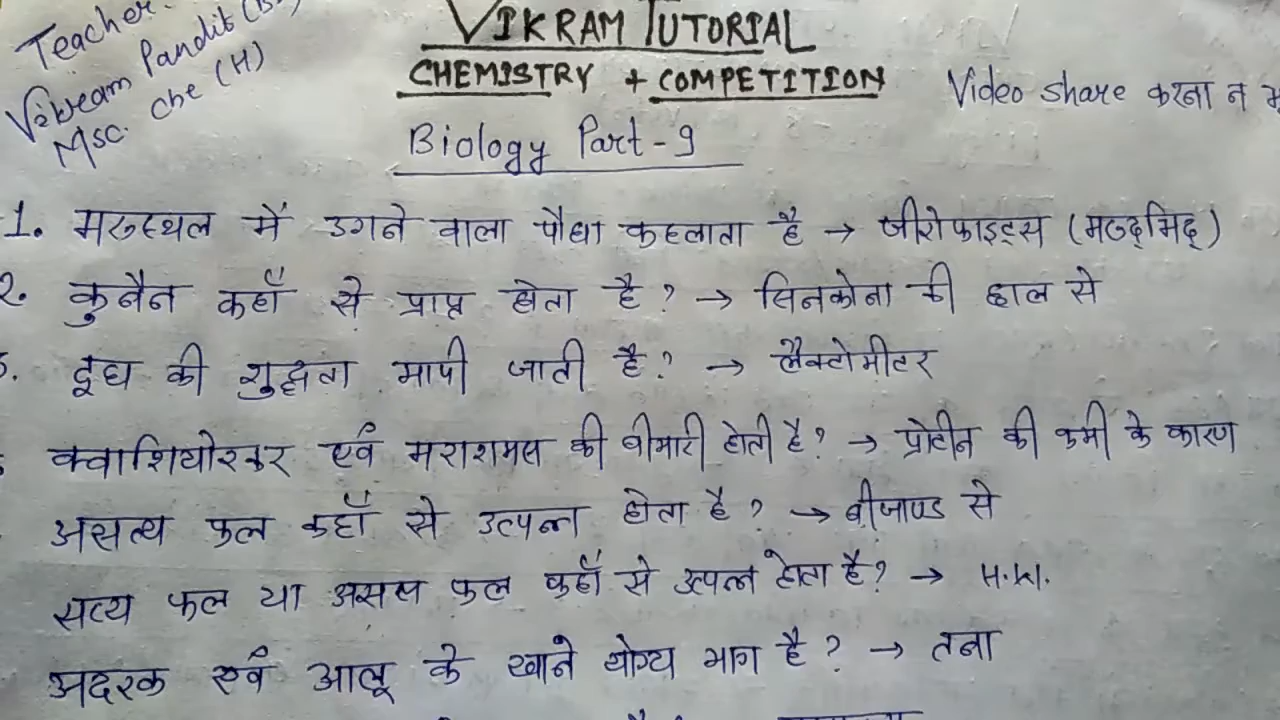 Teacher.
Vikram Pandit
Msc. Che (H)
VIKRAM TUTORIAL
CHEMISTRY + COMPETITION
Video share करना न
Biology Part - 9
1. मरुस्थल में उगने वाला पौधा कहलाता है → जीरोफाइट्स (मरुद्भिद्)
2. कुनैन कहाँ से प्राप्त होता है? → सिनकोना की छाल से
दूध की शुद्धता मापी जाती है? → लैक्टोमीटर
क्वाशियोरकर एवं मराशमस की बीमारी होती है? → प्रोटीन की कमी के कारण
असत्य फल कहाँ से उत्पन्न होता है? → बीजाण्ड से
सत्य फल या असत्य फल कहाँ से उत्पन्न होता है? → H.W.
अदरक एवं आलू के खाने योग्य भाग है? → तना